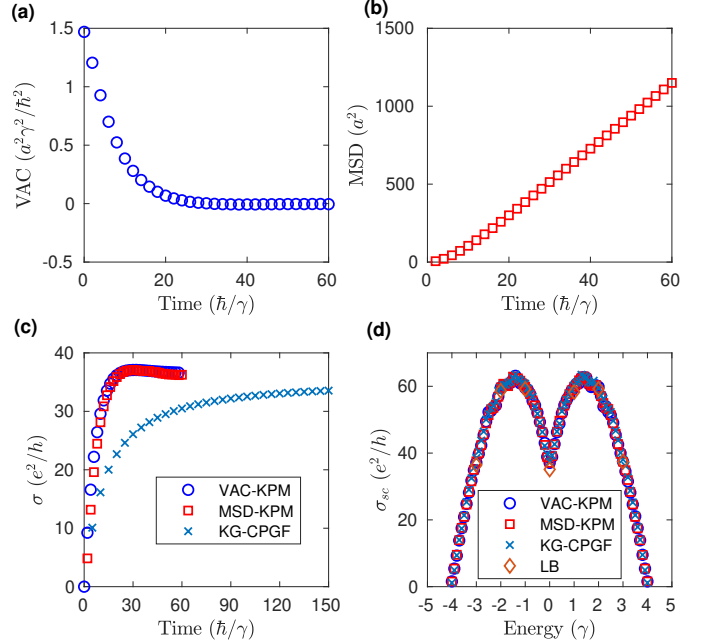 (a)
VAC (a²γ²/ħ²)
1.5
1
0.5
0
-0.5
0 20 40 60
Time (ħ/γ)
(b)
MSD (a²)
1500
1000
500
0
0 20 40 60
Time (ħ/γ)
(c)
σ (e²/h)
40
30
20
10
0
VAC-KPM
MSD-KPM
KG-CPGF
0 30 60 90 120 150
Time (ħ/γ)
(d)
σsc (e²/h)
60
40
20
0
VAC-KPM
MSD-KPM
KG-CPGF
LB
-5 -4 -3 -2 -1 0 1 2 3 4 5
Energy (γ)